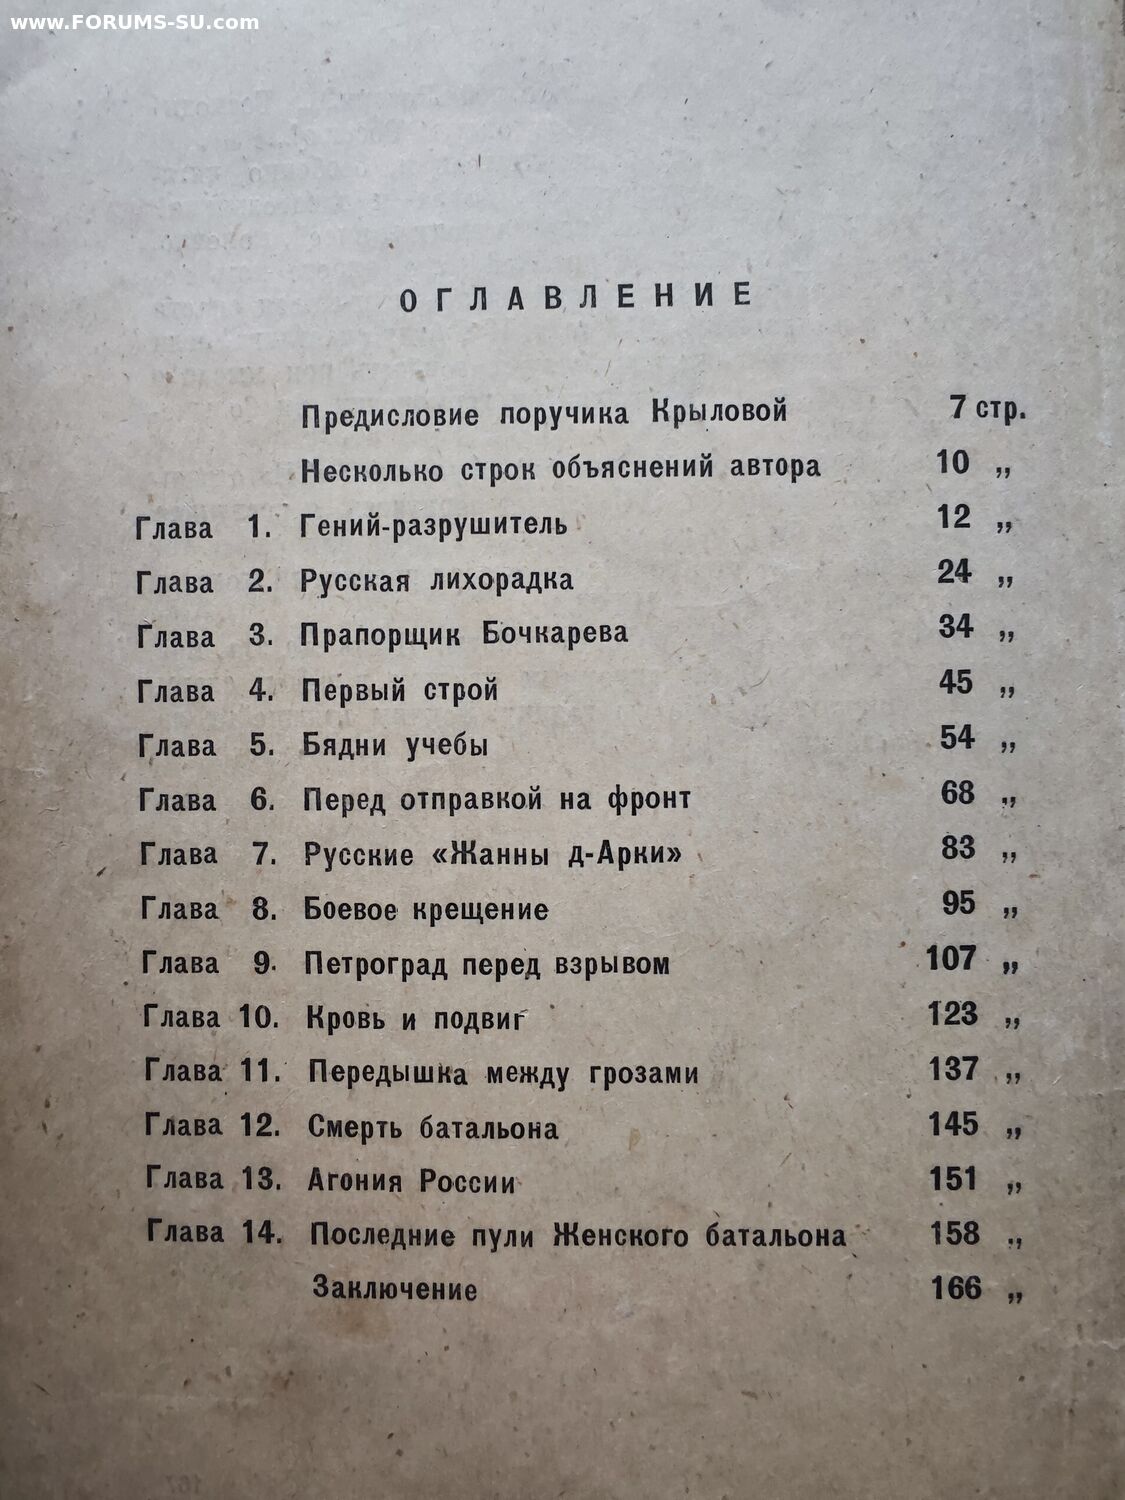 www.FORUMS-SU.com
ОГЛАВЛЕНИЕ
Предисловие поручика Крыловой 7 стр.
Несколько строк объяснений автора 10 „
Глава 1. Гений-разрушитель 12 „
Глава 2. Русская лихорадка 24 „
Глава 3. Прапорщик Бочкарева 34 „
Глава 4. Первый строй 45 „
Глава 5. Бядни учебы 54 „
Глава 6. Перед отправкой на фронт 68 „
Глава 7. Русские «Жанны д-Арки» 83 „
Глава 8. Боевое крещение 95 „
Глава 9. Петроград перед взрывом 107 „
Глава 10. Кровь и подвиг 123 „
Глава 11. Передышка между грозами 137 „
Глава 12. Смерть батальона 145 „
Глава 13. Агония России 151 „
Глава 14. Последние пули Женского батальона 158 „
Заключение 166 „